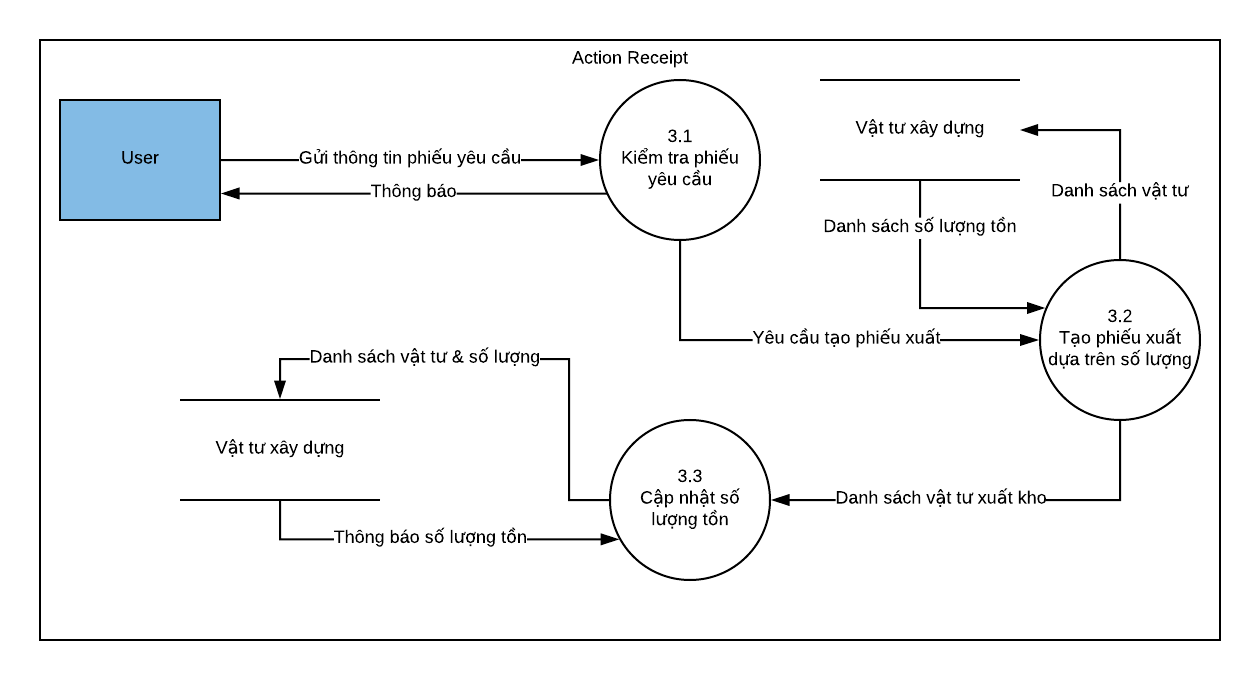 Action Receipt
User
Gửi thông tin phiếu yêu cầu
Thông báo
3.1
Kiểm tra phiếu
yêu cầu
Vật tư xây dựng
Danh sách vật tư
Danh sách số lượng tồn
3.2
Tạo phiếu xuất
dựa trên số lượng
Yêu cầu tạo phiếu xuất
Danh sách vật tư & số lượng
Vật tư xây dựng
3.3
Cập nhật số
lượng tồn
Danh sách vật tư xuất kho
Thông báo số lượng tồn